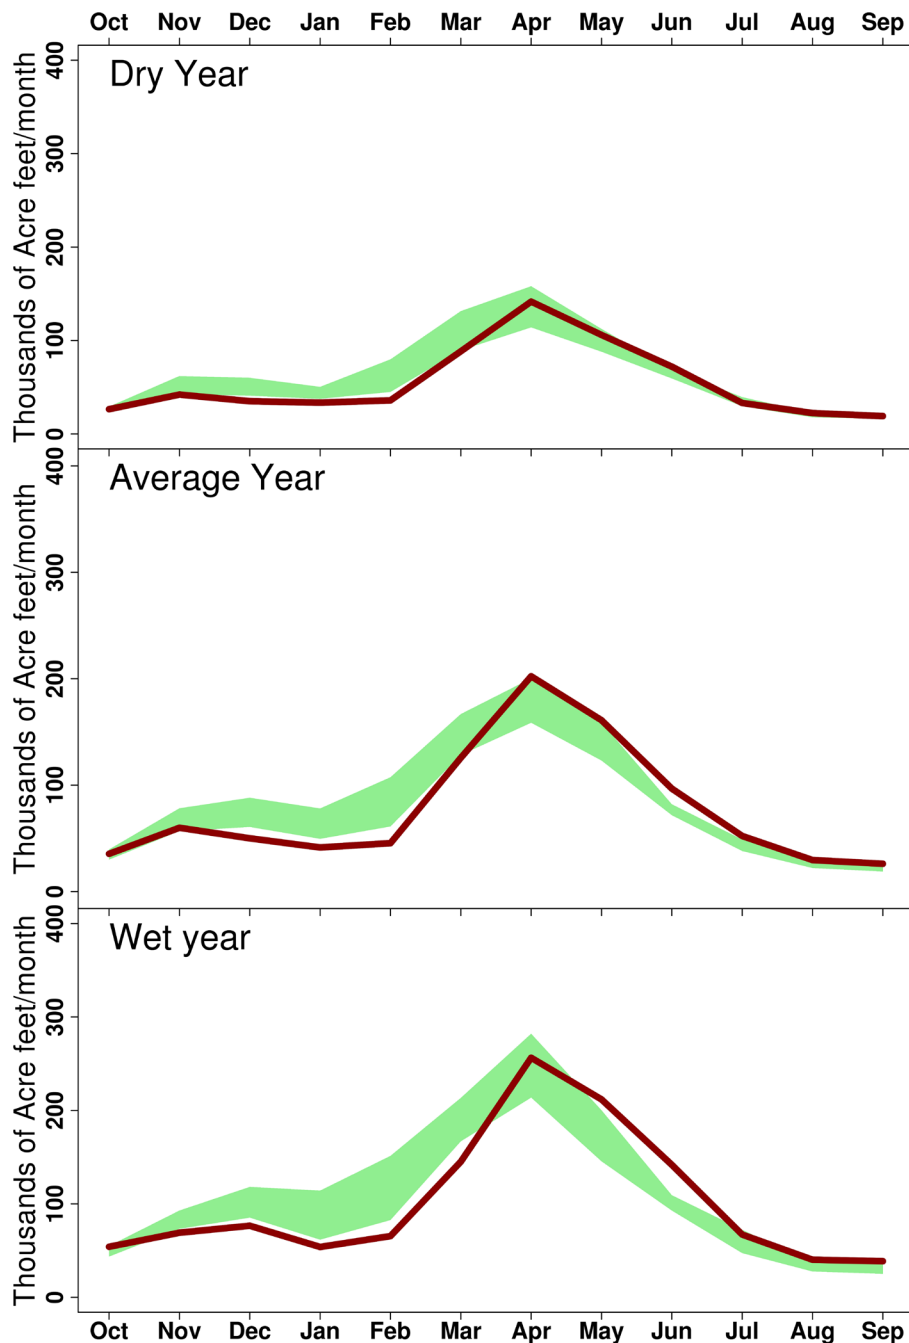 Oct Nov Dec Jan Feb Mar Apr May Jun Jul Aug Sep
Dry Year
Thousands of Acre feet/month
400
300
200
100
0
Average Year
Thousands of Acre feet/month
400
300
200
100
0
Wet year
Thousands of Acre feet/month
400
300
200
100
0
Oct Nov Dec Jan Feb Mar Apr May Jun Jul Aug Sep